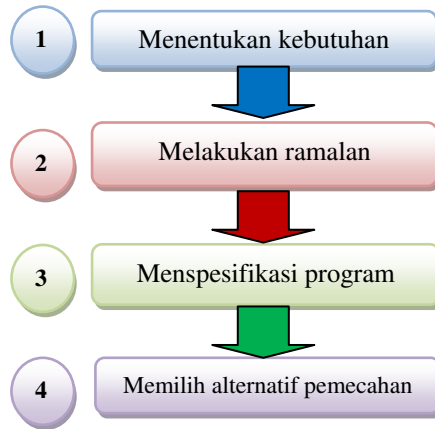 1 Menentukan kebutuhan
2 Melakukan ramalan
3 Menspesifikasi program
4 Memilih alternatif pemecahan